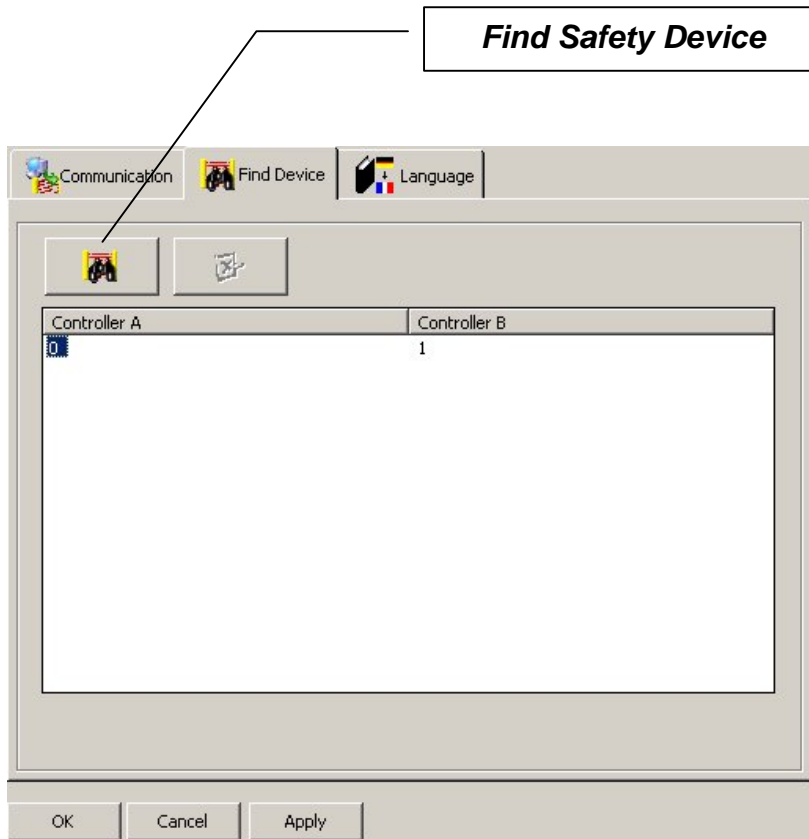 Find Safety Device
Communication
Find Device
Language
Controller A
Controller B
0
1
OK
Cancel
Apply